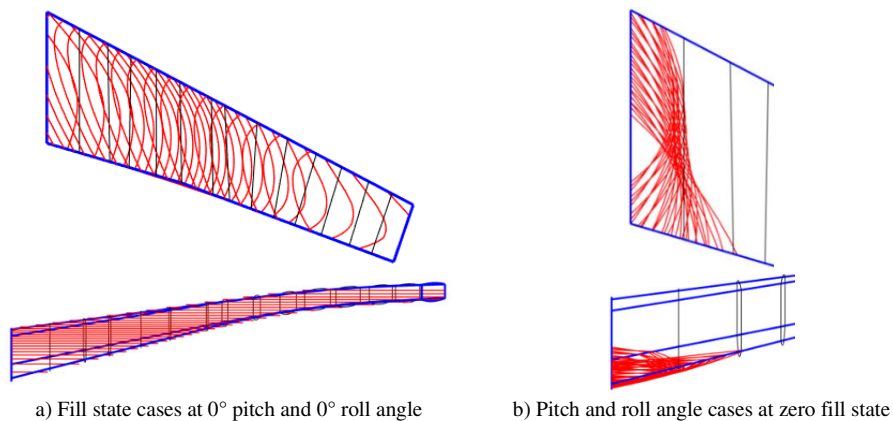 a) Fill state cases at 0° pitch and 0° roll angle
b) Pitch and roll angle cases at zero fill state